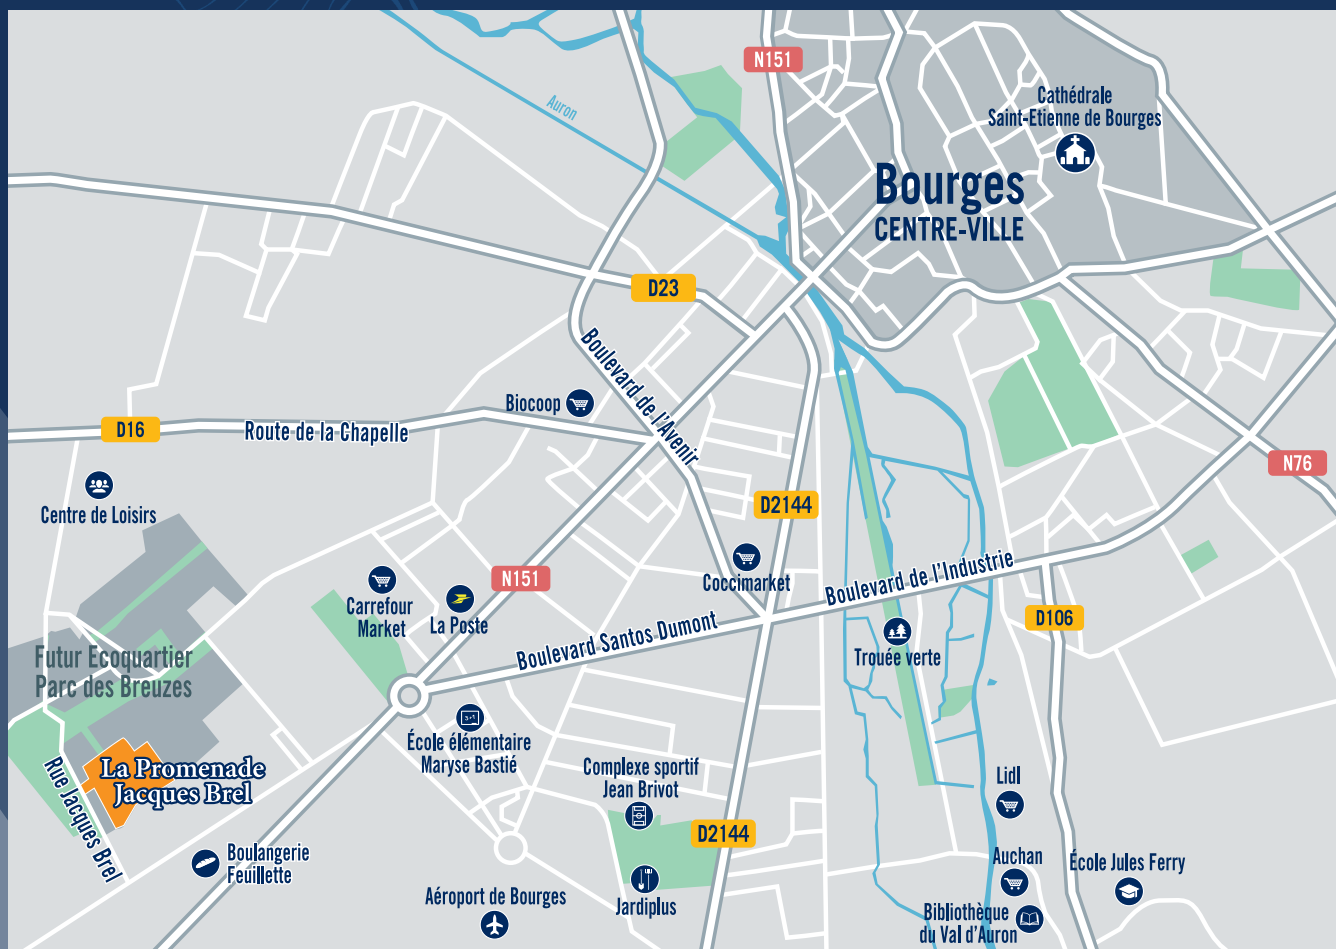 N151
Auron
Cathédrale
Saint-Etienne de Bourges
Bourges
CENTRE-VILLE
D23
Boulevard de l'Avenir
Biocoop
D16
Route de la Chapelle
N76
Centre de Loisirs
D2144
Coccimarket
Boulevard de l'Industrie
N151
Carrefour
Market
La Poste
D106
Boulevard Santos Dumont
Trouée verte
Futur Ecoquartier
Parc des Breuzes
École élémentaire
Maryse Bastié
La Promenade
Jacques Brel
Rue Jacques Brel
Complexe sportif
Jean Brivot
Lidl
D2144
Boulangerie
Feuillette
Auchan
École Jules Ferry
Aéroport de Bourges
Jardiplus
Bibliothèque
du Val d'Auron